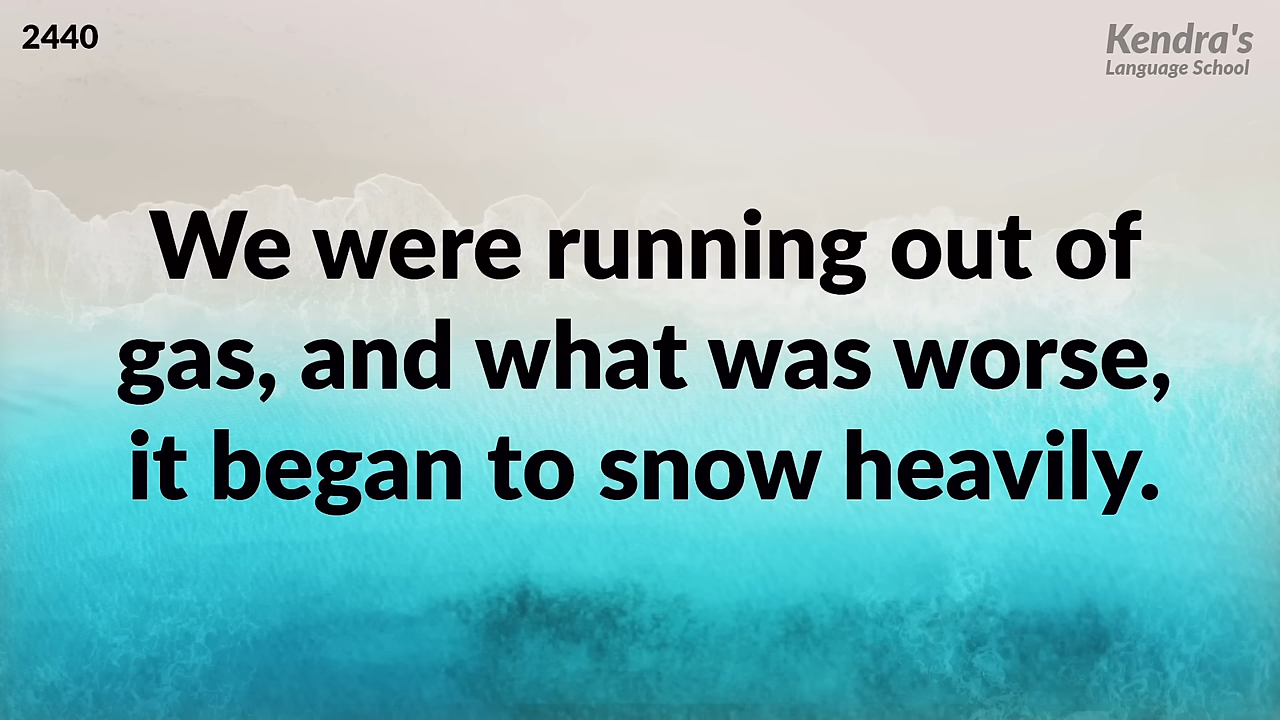 2440
Kendra's
Language School
We were running out of
gas, and what was worse,
it began to snow heavily.